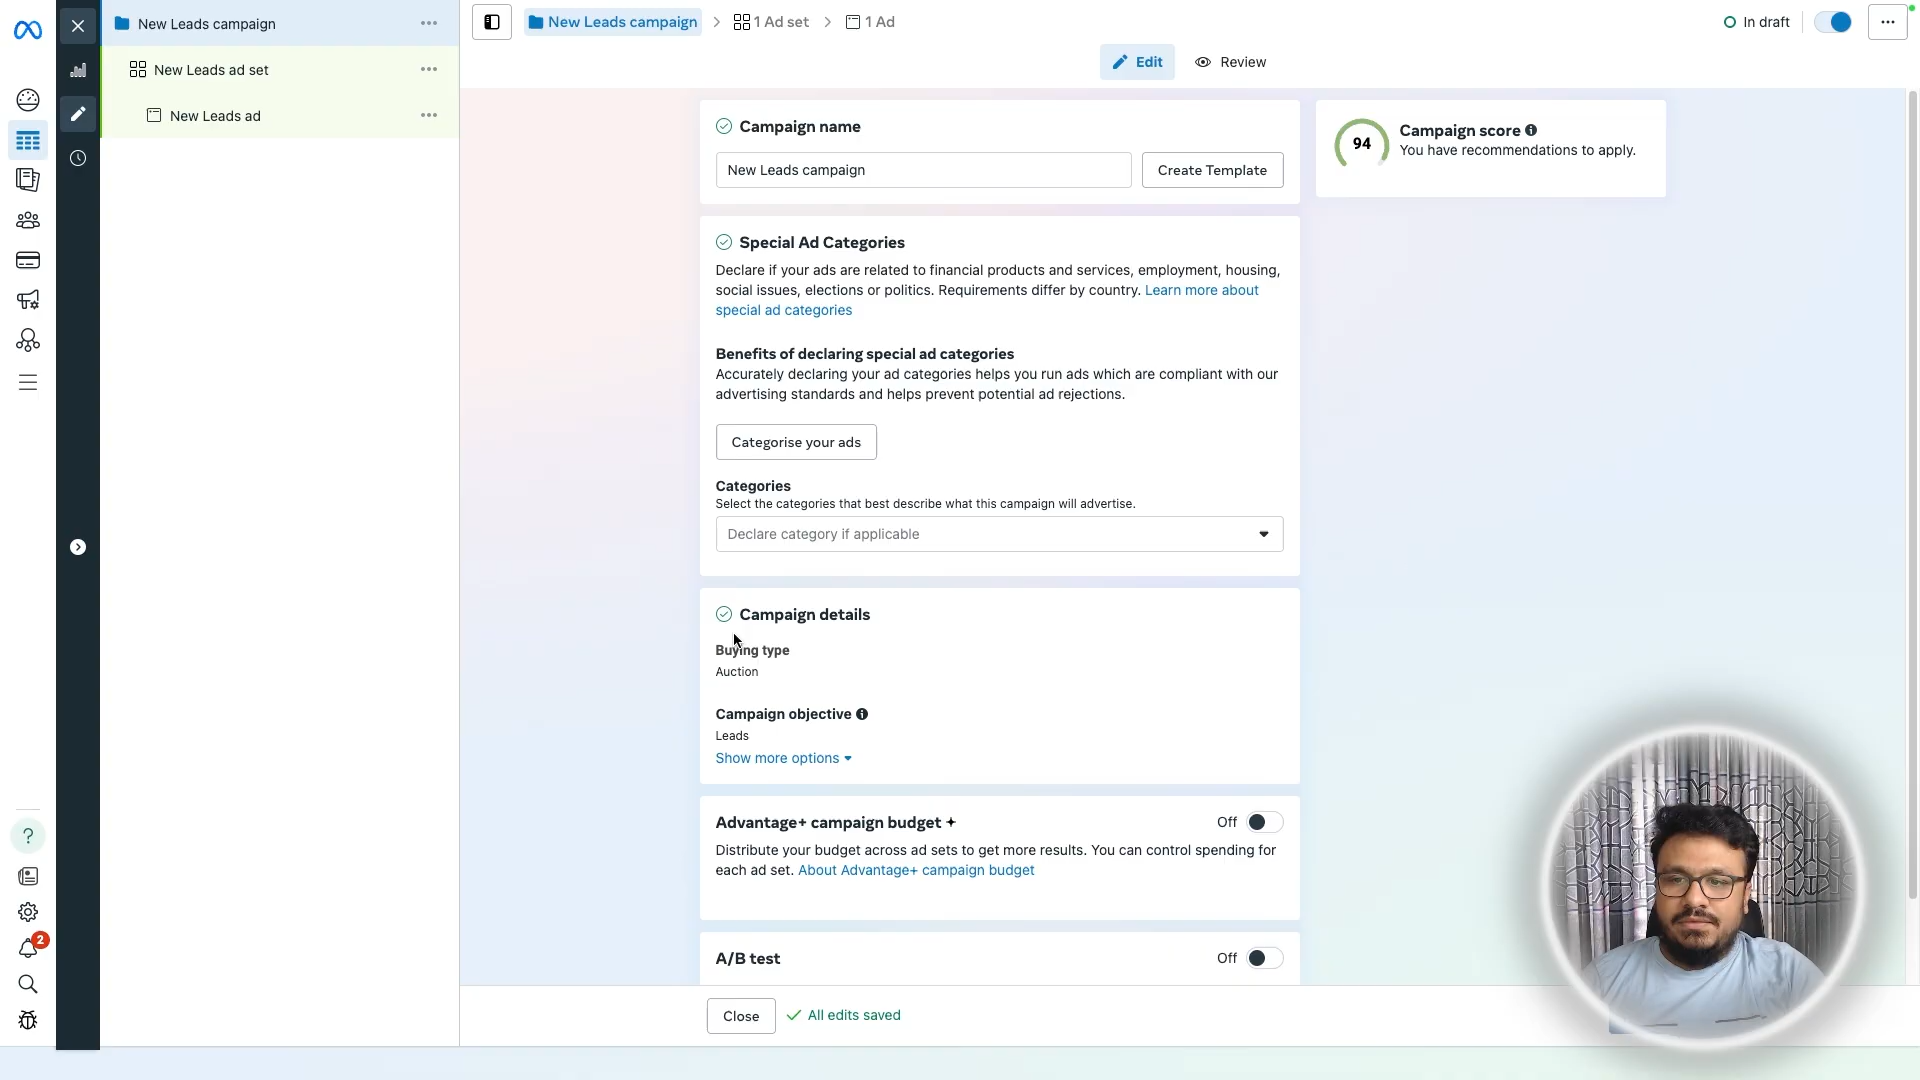 New Leads campaign
New Leads ad set
New Leads ad
New Leads campaign
1 Ad set
1 Ad
In draft
Edit
Review
Campaign name
New Leads campaign
Create Template
94
Campaign score
You have recommendations to apply.
Special Ad Categories
Declare if your ads are related to financial products and services, employment, housing,
social issues, elections or politics. Requirements differ by country. Learn more about
special ad categories
Benefits of declaring special ad categories
Accurately declaring your ad categories helps you run ads which are compliant with our
advertising standards and helps prevent potential ad rejections.
Categorise your ads
Categories
Select the categories that best describe what this campaign will advertise.
Declare category if applicable
Campaign details
Buying type
Auction
Campaign objective
Leads
Show more options
Advantage+ campaign budget
Off
Distribute your budget across ad sets to get more results. You can control spending for
each ad set. About Advantage+ campaign budget
A/B test
Off
2
Close
All edits saved